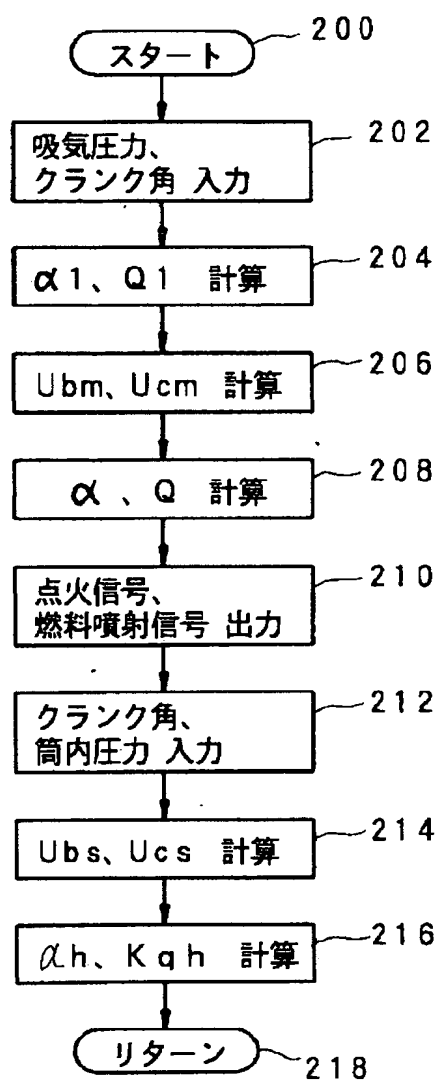 スタート 200
吸気圧力、 202
クランク角 入力
α1、Q1 計算 204
Ubm、Ucm 計算 206
α、Q 計算 208
点火信号、 210
燃料噴射信号 出力
クランク角、 212
筒内圧力 入力
Ubs、Ucs 計算 214
αh、Kqh 計算 216
リターン 218